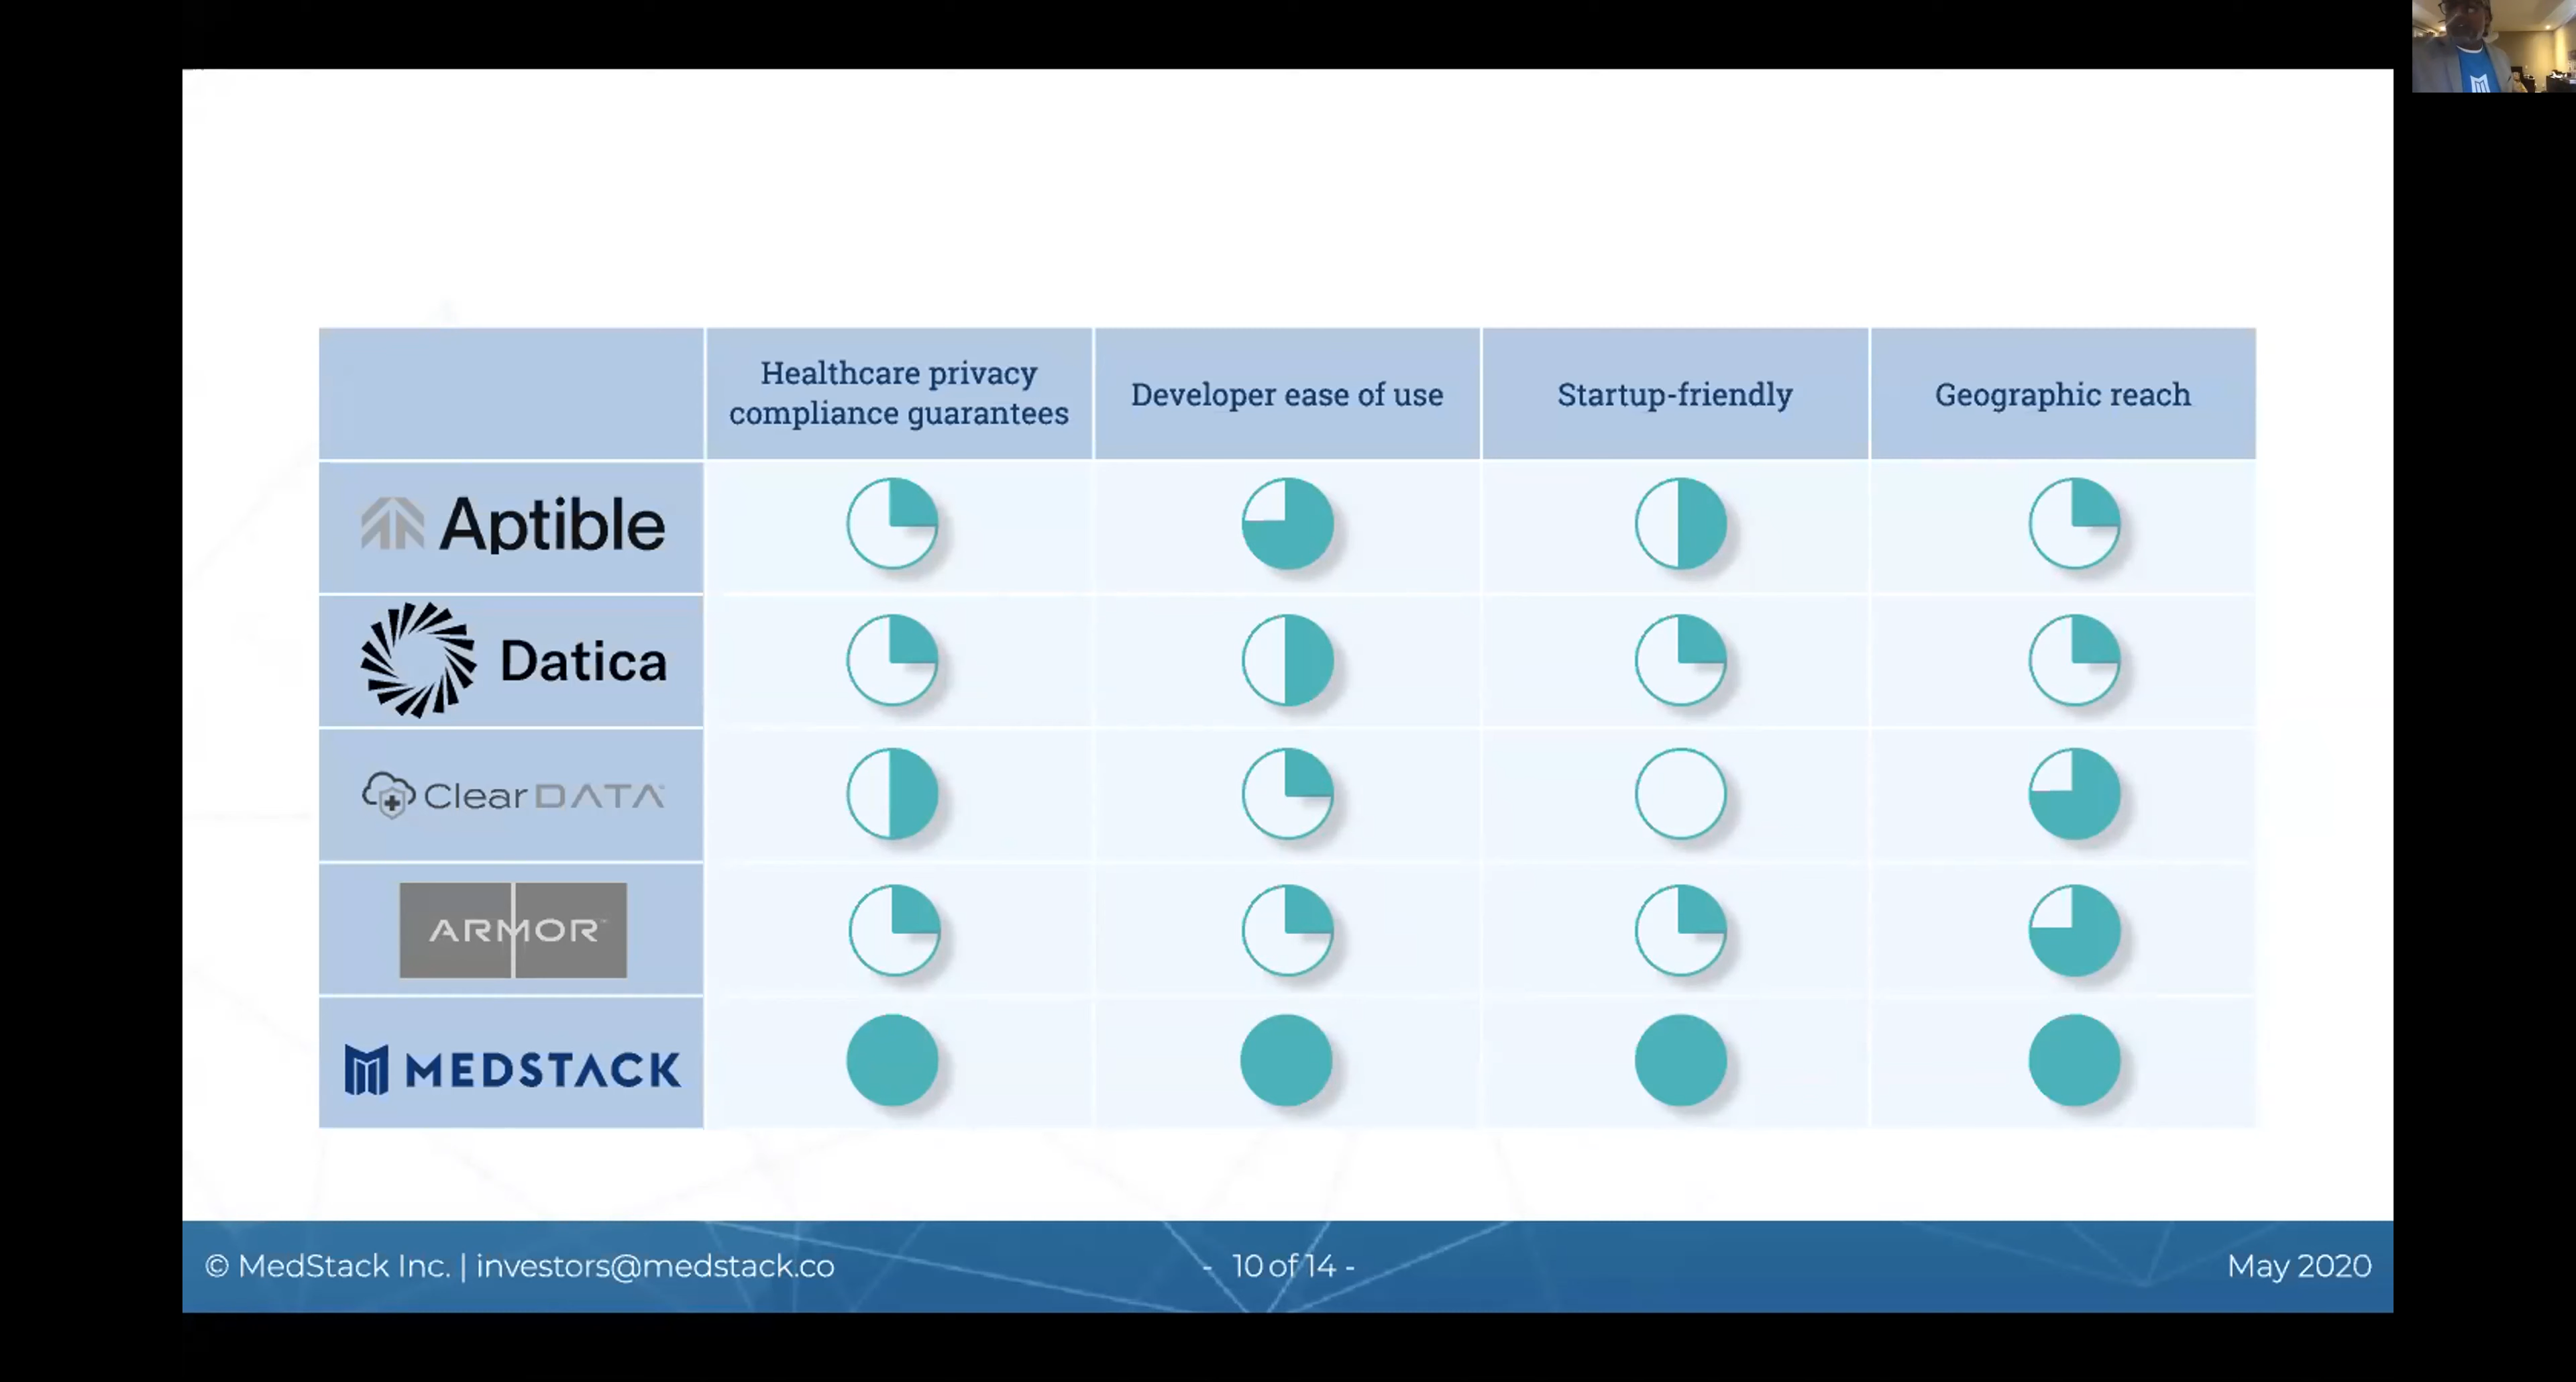 Healthcare privacy
compliance guarantees
Developer ease of use
Startup-friendly
Geographic reach
Aptible
Datica
ClearDATA
ARMOR™
MEDSTACK
© MedStack Inc. | investors@medstack.co
- 10 of 14 -
May 2020